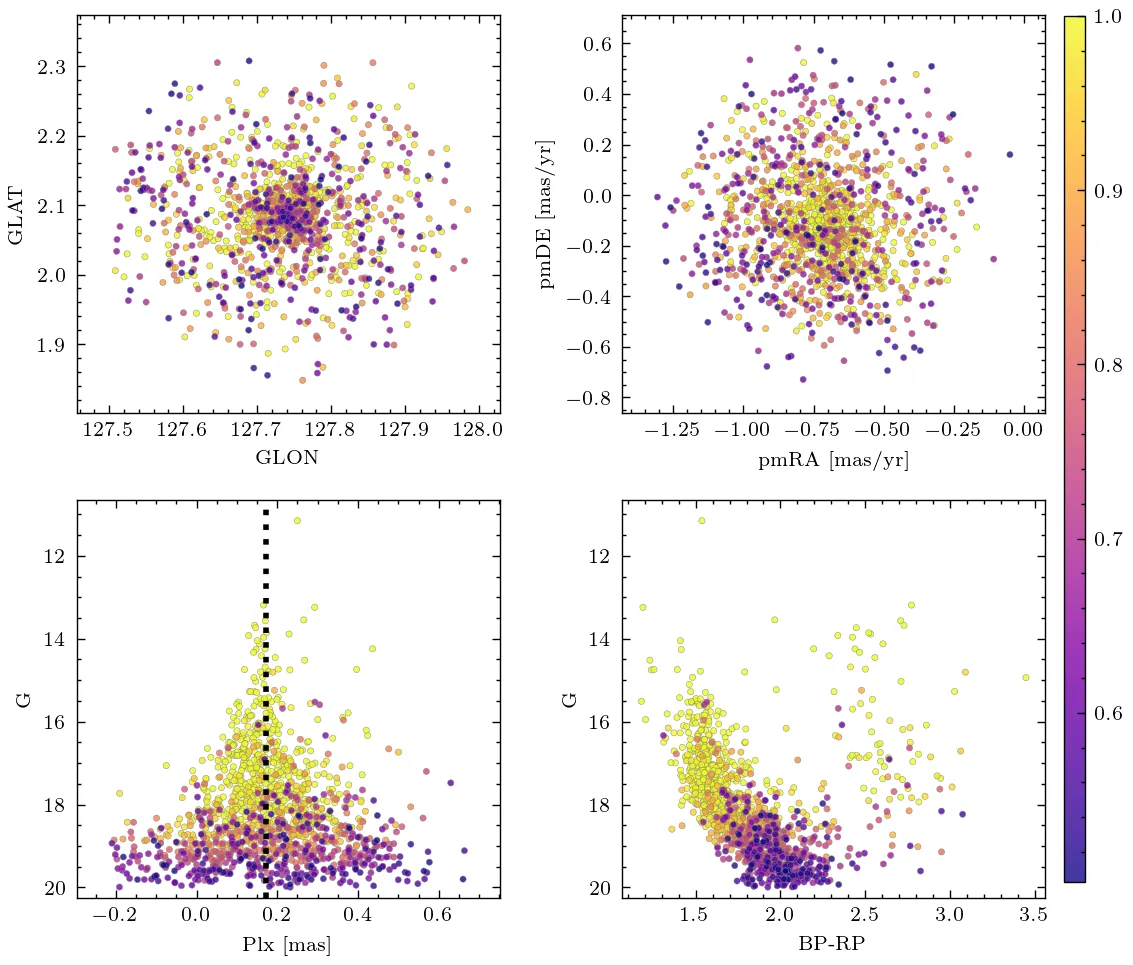 2.3
2.2
2.1
2.0
1.9
GLAT
127.5 127.6 127.7 127.8 127.9 128.0
GLON
0.6
0.4
0.2
0.0
−0.2
−0.4
−0.6
−0.8
pmDE [mas/yr]
−1.25 −1.00 −0.75 −0.50 −0.25 0.00
pmRA [mas/yr]
12
14
16
18
20
G
−0.2 0.0 0.2 0.4 0.6
Plx [mas]
12
14
16
18
20
G
1.5 2.0 2.5 3.0 3.5
BP-RP
1.0
0.9
0.8
0.7
0.6